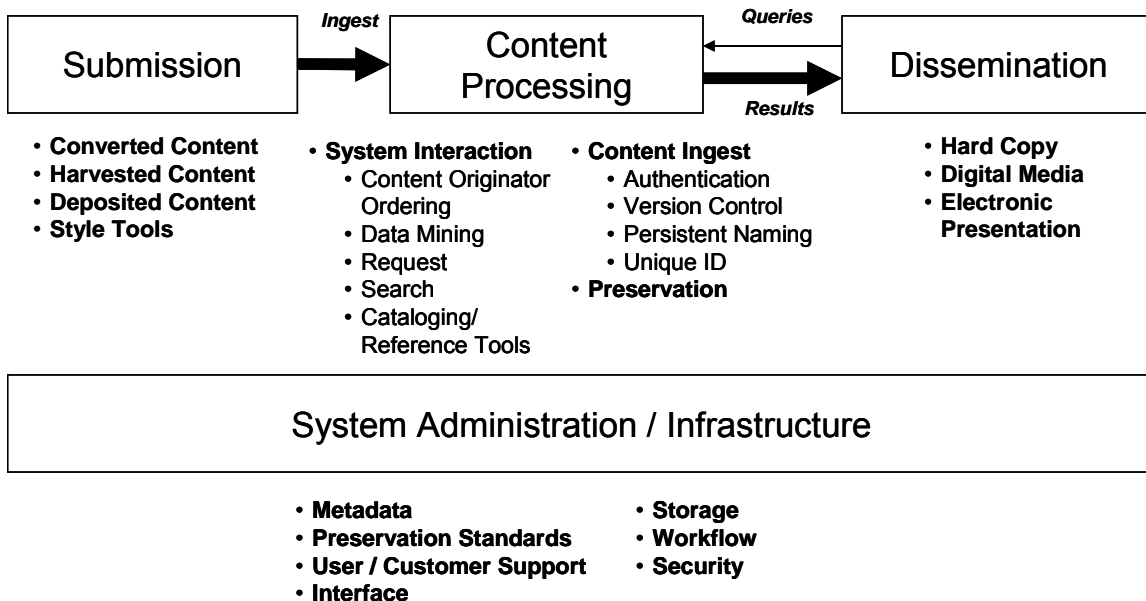 Ingest
Queries
Submission
Content
Processing
Dissemination
Results
• Converted Content
• Harvested Content
• Deposited Content
• Style Tools
• System Interaction
• Content Originator
Ordering
• Data Mining
• Request
• Search
• Cataloging/
Reference Tools
• Content Ingest
• Authentication
• Version Control
• Persistent Naming
• Unique ID
• Preservation
• Hard Copy
• Digital Media
• Electronic
Presentation
System Administration / Infrastructure
• Metadata
• Preservation Standards
• User / Customer Support
• Interface
• Storage
• Workflow
• Security